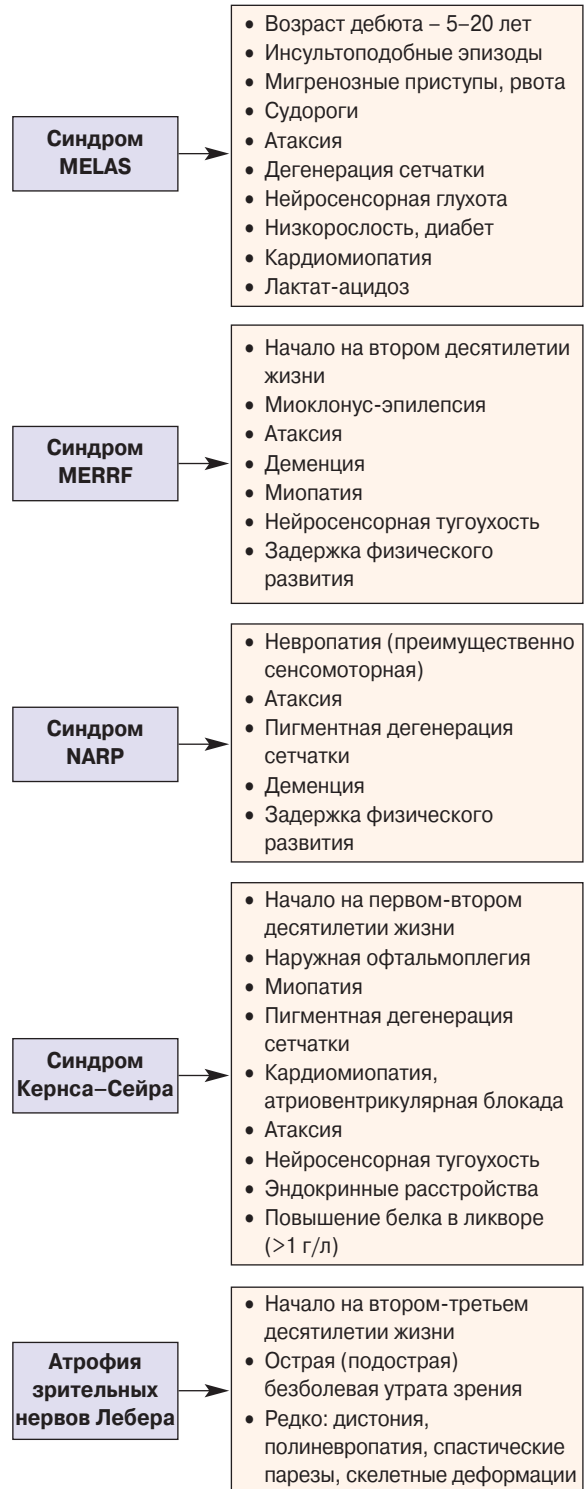 Синдром
MELAS
• Возраст дебюта – 5–20 лет
• Инсультоподобные эпизоды
• Мигренозные приступы, рвота
• Судороги
• Атаксия
• Дегенерация сетчатки
• Нейросенсорная глухота
• Низкорослость, диабет
• Кардиомиопатия
• Лактат-ацидоз
Синдром
MERRF
• Начало на втором десятилетии
жизни
• Миоклонус-эпилепсия
• Атаксия
• Деменция
• Миопатия
• Нейросенсорная тугоухость
• Задержка физического
развития
Синдром
NARP
• Невропатия (преимущественно
сенсомоторная)
• Атаксия
• Пигментная дегенерация
сетчатки
• Деменция
• Задержка физического
развития
Синдром
Кернса–Сейра
• Начало на первом-втором
десятилетии жизни
• Наружная офтальмоплегия
• Миопатия
• Пигментная дегенерация
сетчатки
• Кардиомиопатия,
атриовентрикулярная блокада
• Атаксия
• Нейросенсорная тугоухость
• Эндокринные расстройства
• Повышение белка в ликворе
(>1 г/л)
Атрофия
зрительных
нервов Лебера
• Начало на втором-третьем
десятилетии жизни
• Острая (подострая)
безболевая утрата зрения
• Редко: дистония,
полиневропатия, спастические
парезы, скелетные деформации